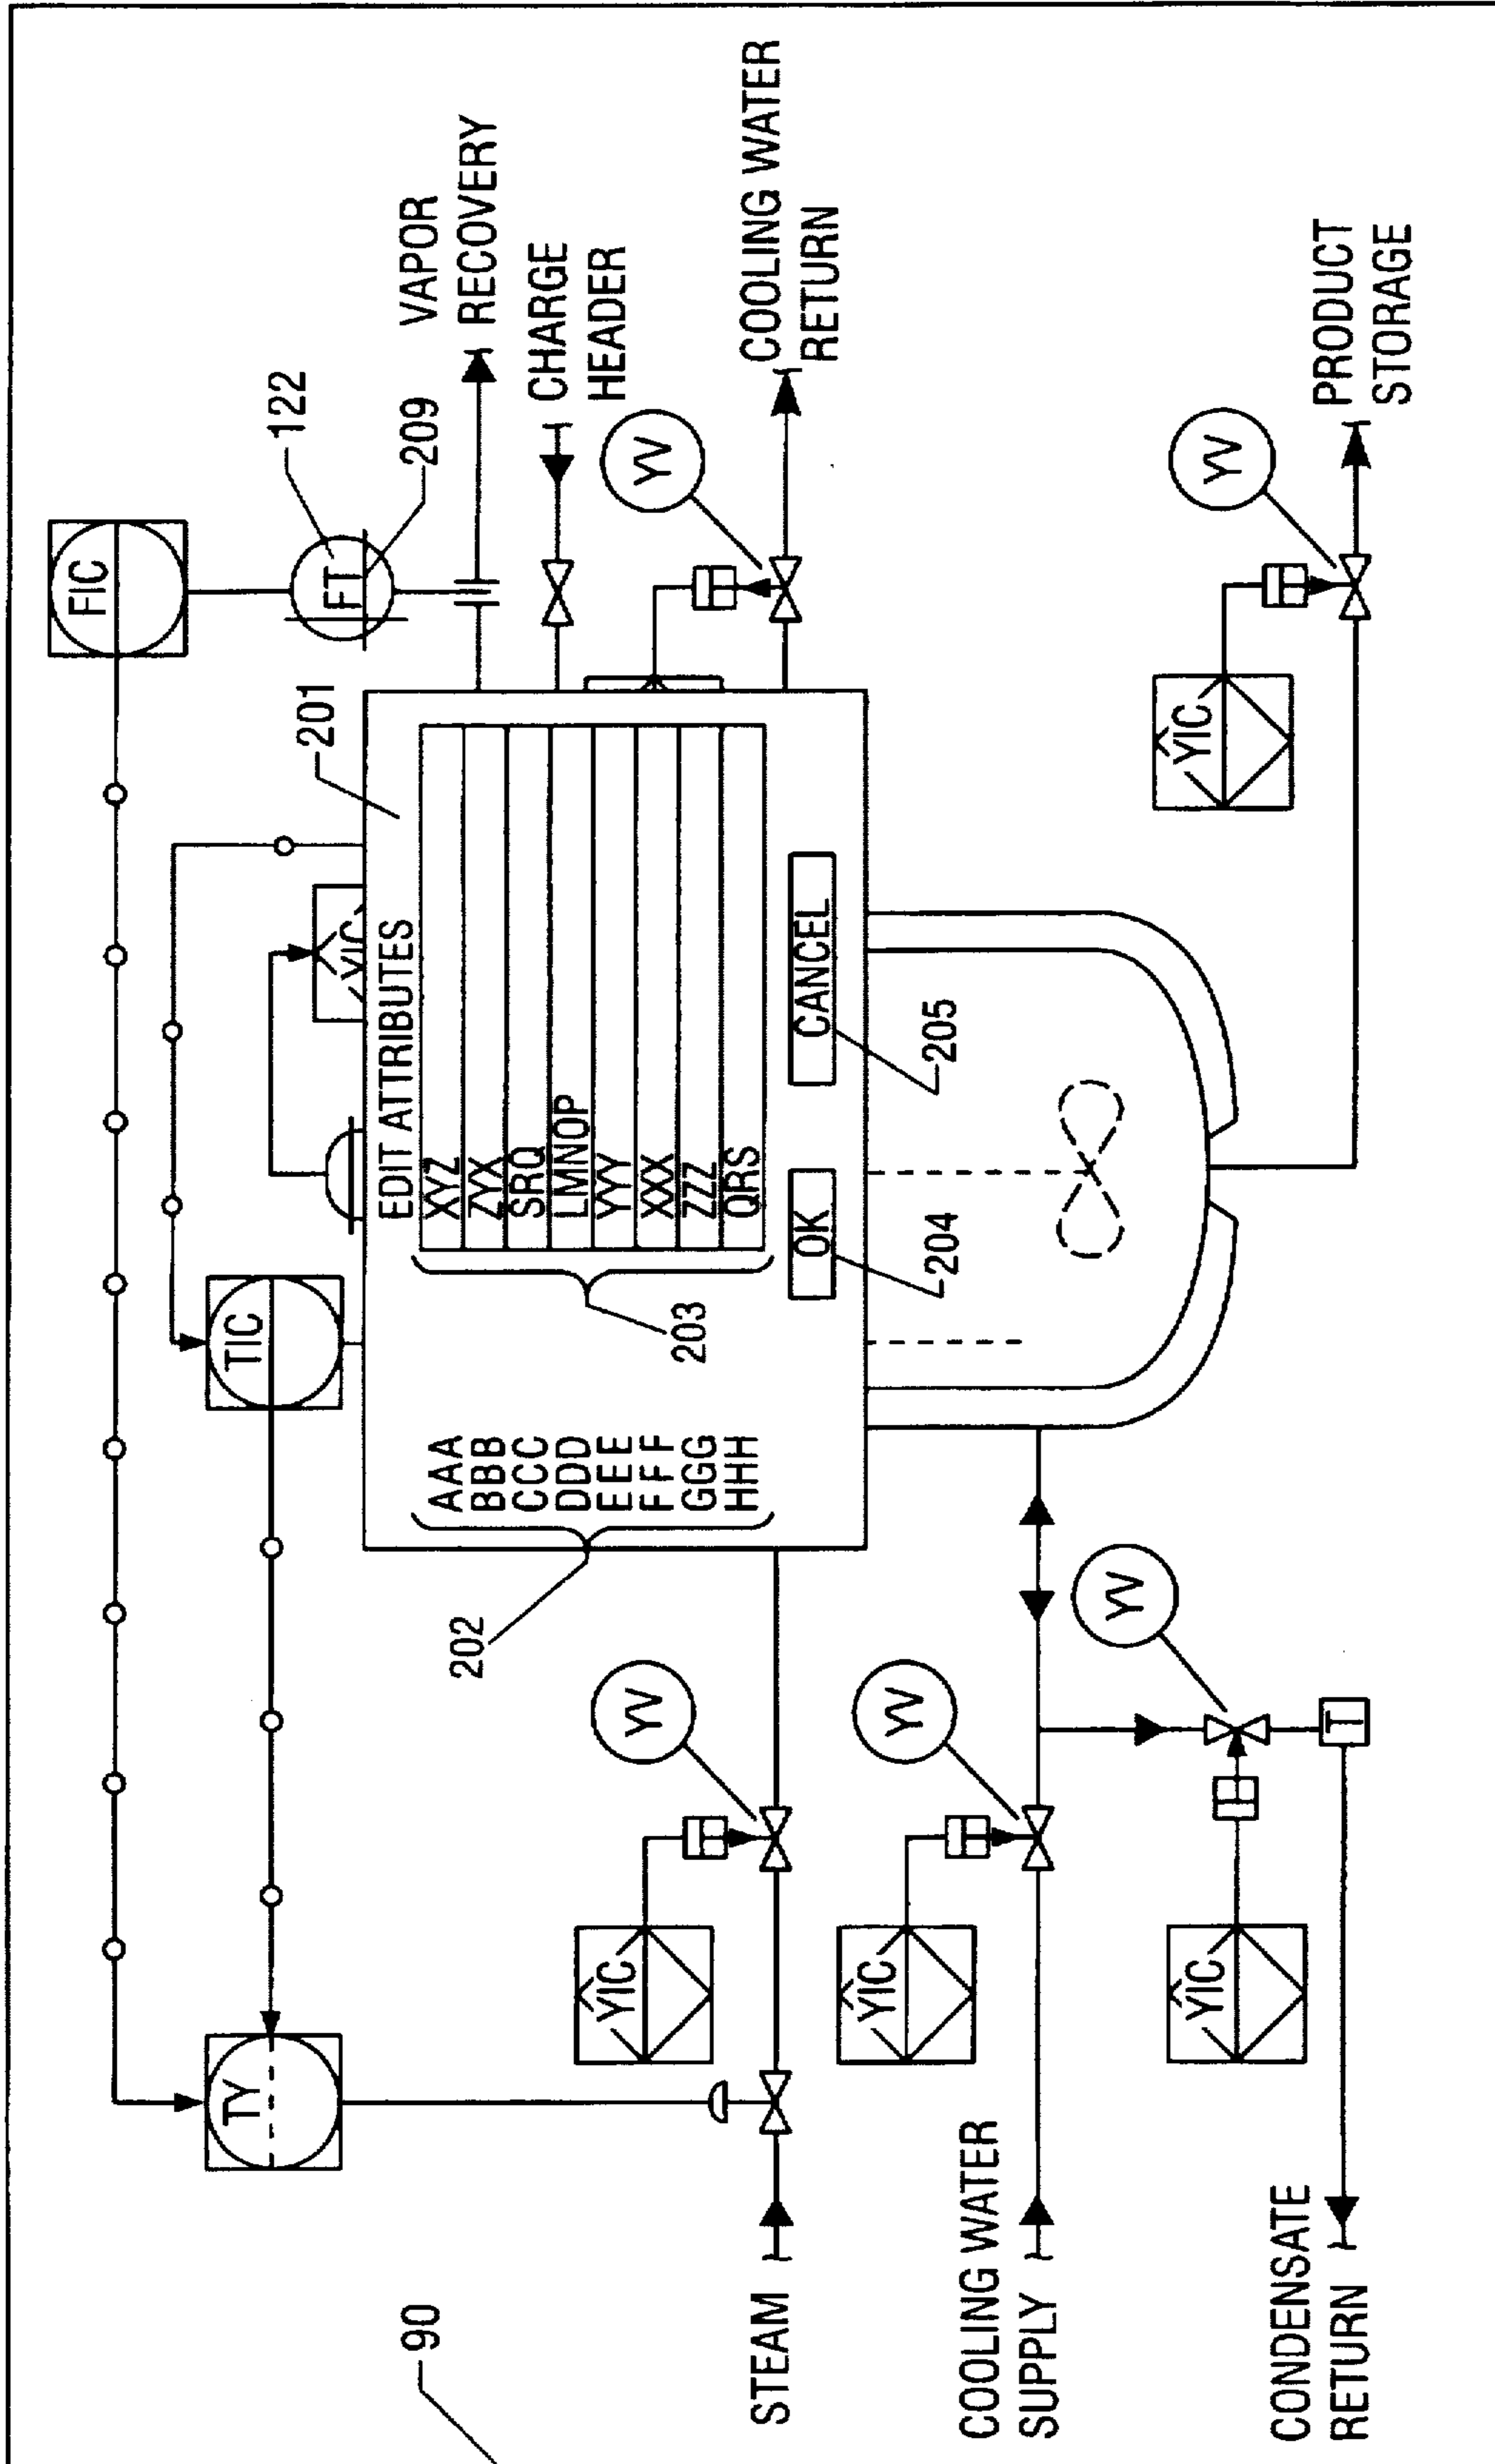 FIC
TY
TIC
122
201
FT
YIC
90
EDIT ATTRIBUTES
209
VAPOR
RECOVERY
AAA XYZ
BBB ZYX
CCC SRQ
DDD LMNOP
EEE YYY
FFF XXX
GGG ZZZ
HHH QRS
202
203
CHARGE
HEADER
YIC
YV
YV
COOLING WATER
RETURN
STEAM
OK
CANCEL
204
205
YIC
YV
COOLING WATER
SUPPLY
YV
YIC
YIC
YV
CONDENSATE
RETURN
T
PRODUCT
STORAGE